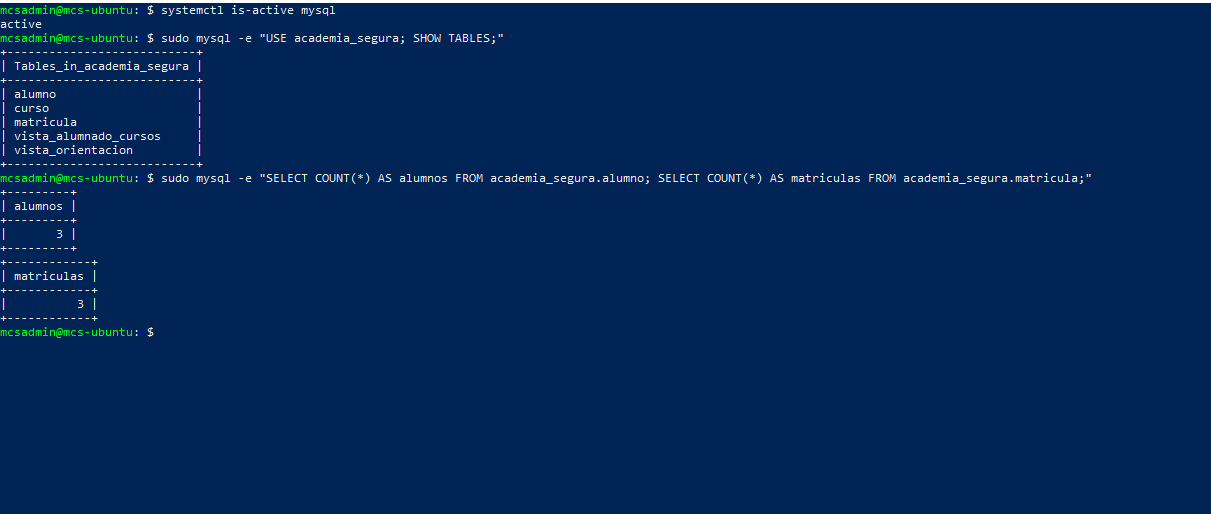 mcsadmin@mcs-ubuntu: $ systemctl is-active mysql
active
mcsadmin@mcs-ubuntu: $ sudo mysql -e "USE academia_segura; SHOW TABLES;"
+---------------------------+
| Tables_in_academia_segura |
+---------------------------+
| alumno                    |
| curso                     |
| matricula                 |
| vista_alumnado_cursos     |
| vista_orientacion         |
+---------------------------+
mcsadmin@mcs-ubuntu: $ sudo mysql -e "SELECT COUNT(*) AS alumnos FROM academia_segura.alumno; SELECT COUNT(*) AS matriculas FROM academia_segura.matricula;"
+---------+
| alumnos |
+---------+
|       3 |
+---------+
+------------+
| matriculas |
+------------+
|          3 |
+------------+
mcsadmin@mcs-ubuntu: $